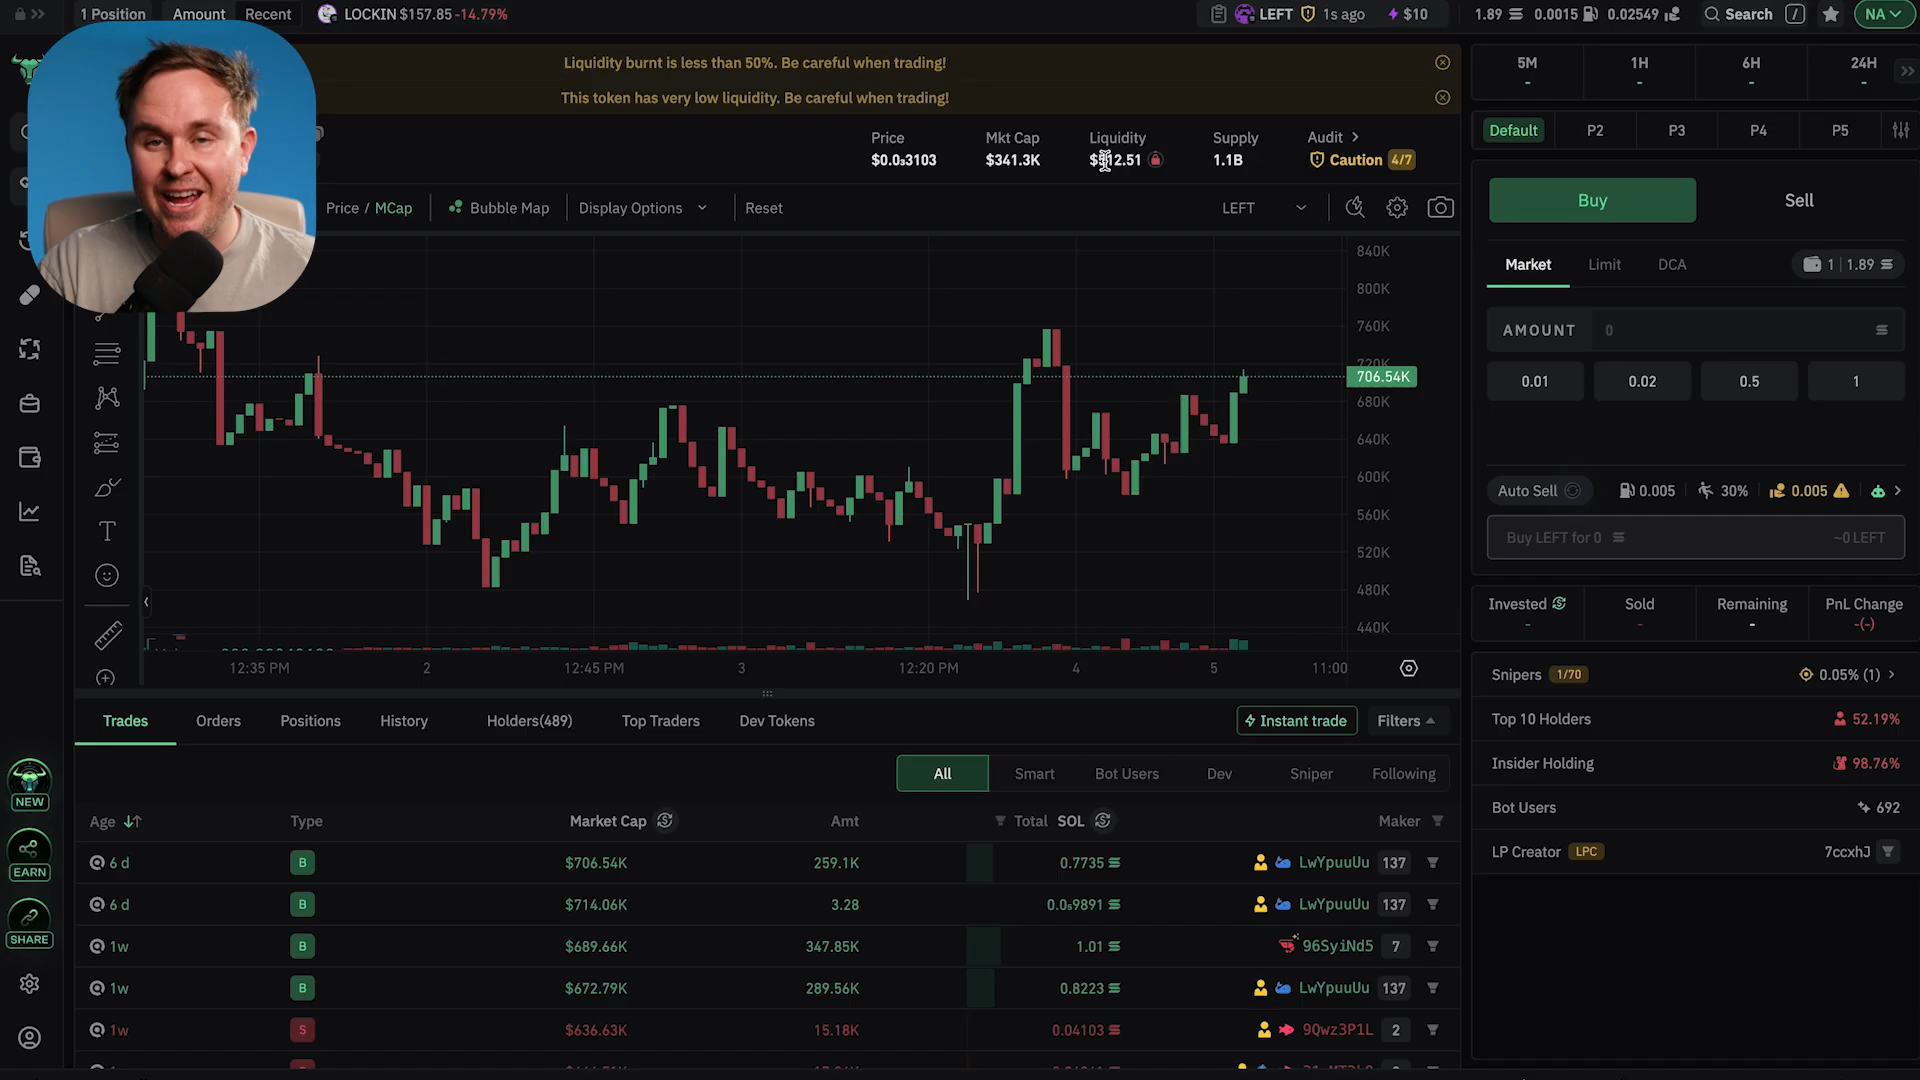 1 Position Amount Recent LOCKIN $157.85 -14.79% LEFT 1s ago $10 1.89 0.0015 0.02549 Search / NA
Liquidity burnt is less than 50%. Be careful when trading!
This token has very low liquidity. Be careful when trading!
5M 1H 6H 24H
- - - -
Price Mkt Cap Liquidity Supply Audit
$0.0₃3103 $341.3K 12.51 1.1B Caution 4/7
Default P2 P3 P4 P5
Price / MCap Bubble Map Display Options Reset LEFT
Buy Sell
Market Limit DCA 1 | 1.89
AMOUNT 0
0.01 0.02 0.5 1
840K
800K
760K
720K
706.54K
680K
640K
600K
560K
520K
480K
440K
12:35 PM 2 12:45 PM 3 12:20 PM 4 5 11:00
Auto Sell 0.005 30% 0.005
Buy LEFT for 0 ~0 LEFT
Invested Sold Remaining PnL Change
- - - -(-)
Snipers 1/70 0.05% (1)
Top 10 Holders 52.19%
Insider Holding 98.76%
Bot Users 692
LP Creator LPC 7ccxhJ
Trades Orders Positions History Holders(489) Top Traders Dev Tokens Instant trade Filters
All Smart Bot Users Dev Sniper Following
Age Type Market Cap Amt Total SOL Maker
6 d B $706.54K 259.1K 0.7735 LwYpuuUu 137
6 d B $714.06K 3.28 0.0₆9891 LwYpuuUu 137
1w B $689.66K 347.85K 1.01 96SyiNd5 7
1w B $672.79K 289.56K 0.8223 LwYpuuUu 137
1w S $636.63K 15.18K 0.04103 9Qwz3P1L 2
NEW
EARN
SHARE